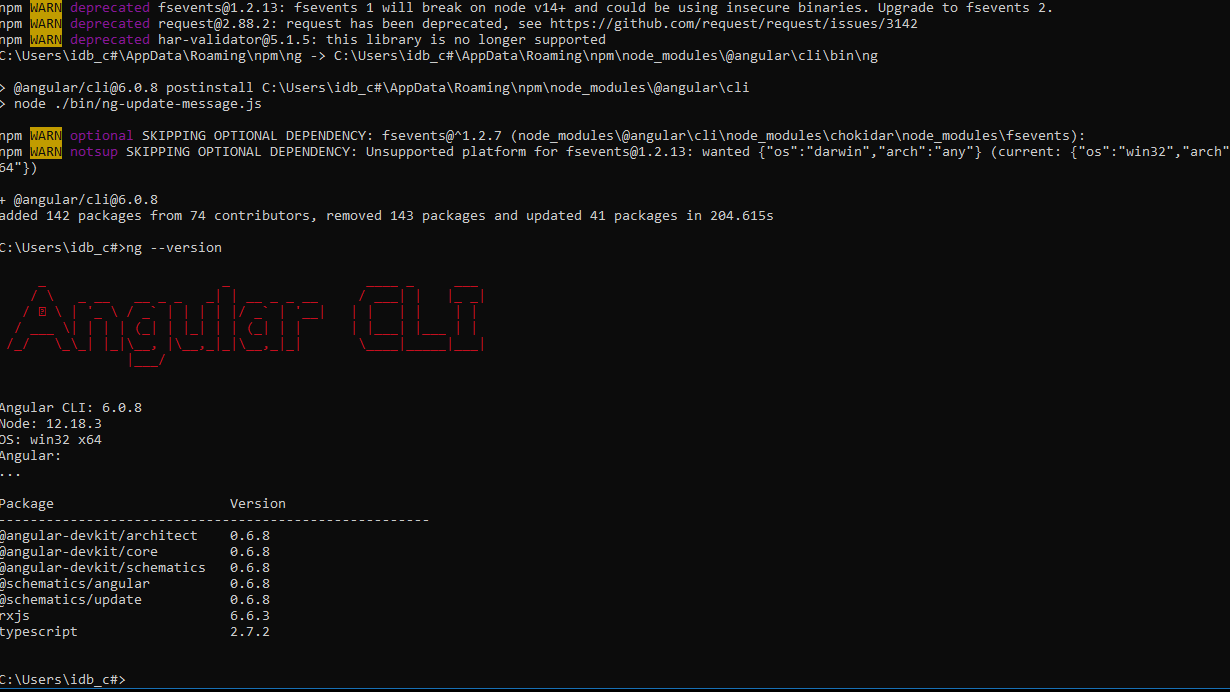 npm WARN deprecated fsevents@1.2.13: fsevents 1 will break on node v14+ and could be using insecure binaries. Upgrade to fsevents 2.
npm WARN deprecated request@2.88.2: request has been deprecated, see https://github.com/request/request/issues/3142
npm WARN deprecated har-validator@5.1.5: this library is no longer supported
C:\Users\idb_c#\AppData\Roaming\npm\ng -> C:\Users\idb_c#\AppData\Roaming\npm\node_modules\@angular\cli\bin\ng
> @angular/cli@6.0.8 postinstall C:\Users\idb_c#\AppData\Roaming\npm\node_modules\@angular\cli
> node ./bin/ng-update-message.js
npm WARN optional SKIPPING OPTIONAL DEPENDENCY: fsevents@^1.2.7 (node_modules\@angular\cli\node_modules\chokidar\node_modules\fsevents):
npm WARN notsup SKIPPING OPTIONAL DEPENDENCY: Unsupported platform for fsevents@1.2.13: wanted {"os":"darwin","arch":"any"} (current: {"os":"win32","arch"
64"})
+ @angular/cli@6.0.8
added 142 packages from 74 contributors, removed 143 packages and updated 41 packages in 204.615s
C:\Users\idb_c#>ng --version
Angular CLI
Angular CLI: 6.0.8
Node: 12.18.3
OS: win32 x64
Angular:
...
Package Version
------------------------------------------------------
@angular-devkit/architect 0.6.8
@angular-devkit/core 0.6.8
@angular-devkit/schematics 0.6.8
@schematics/angular 0.6.8
@schematics/update 0.6.8
rxjs 6.6.3
typescript 2.7.2
C:\Users\idb_c#>